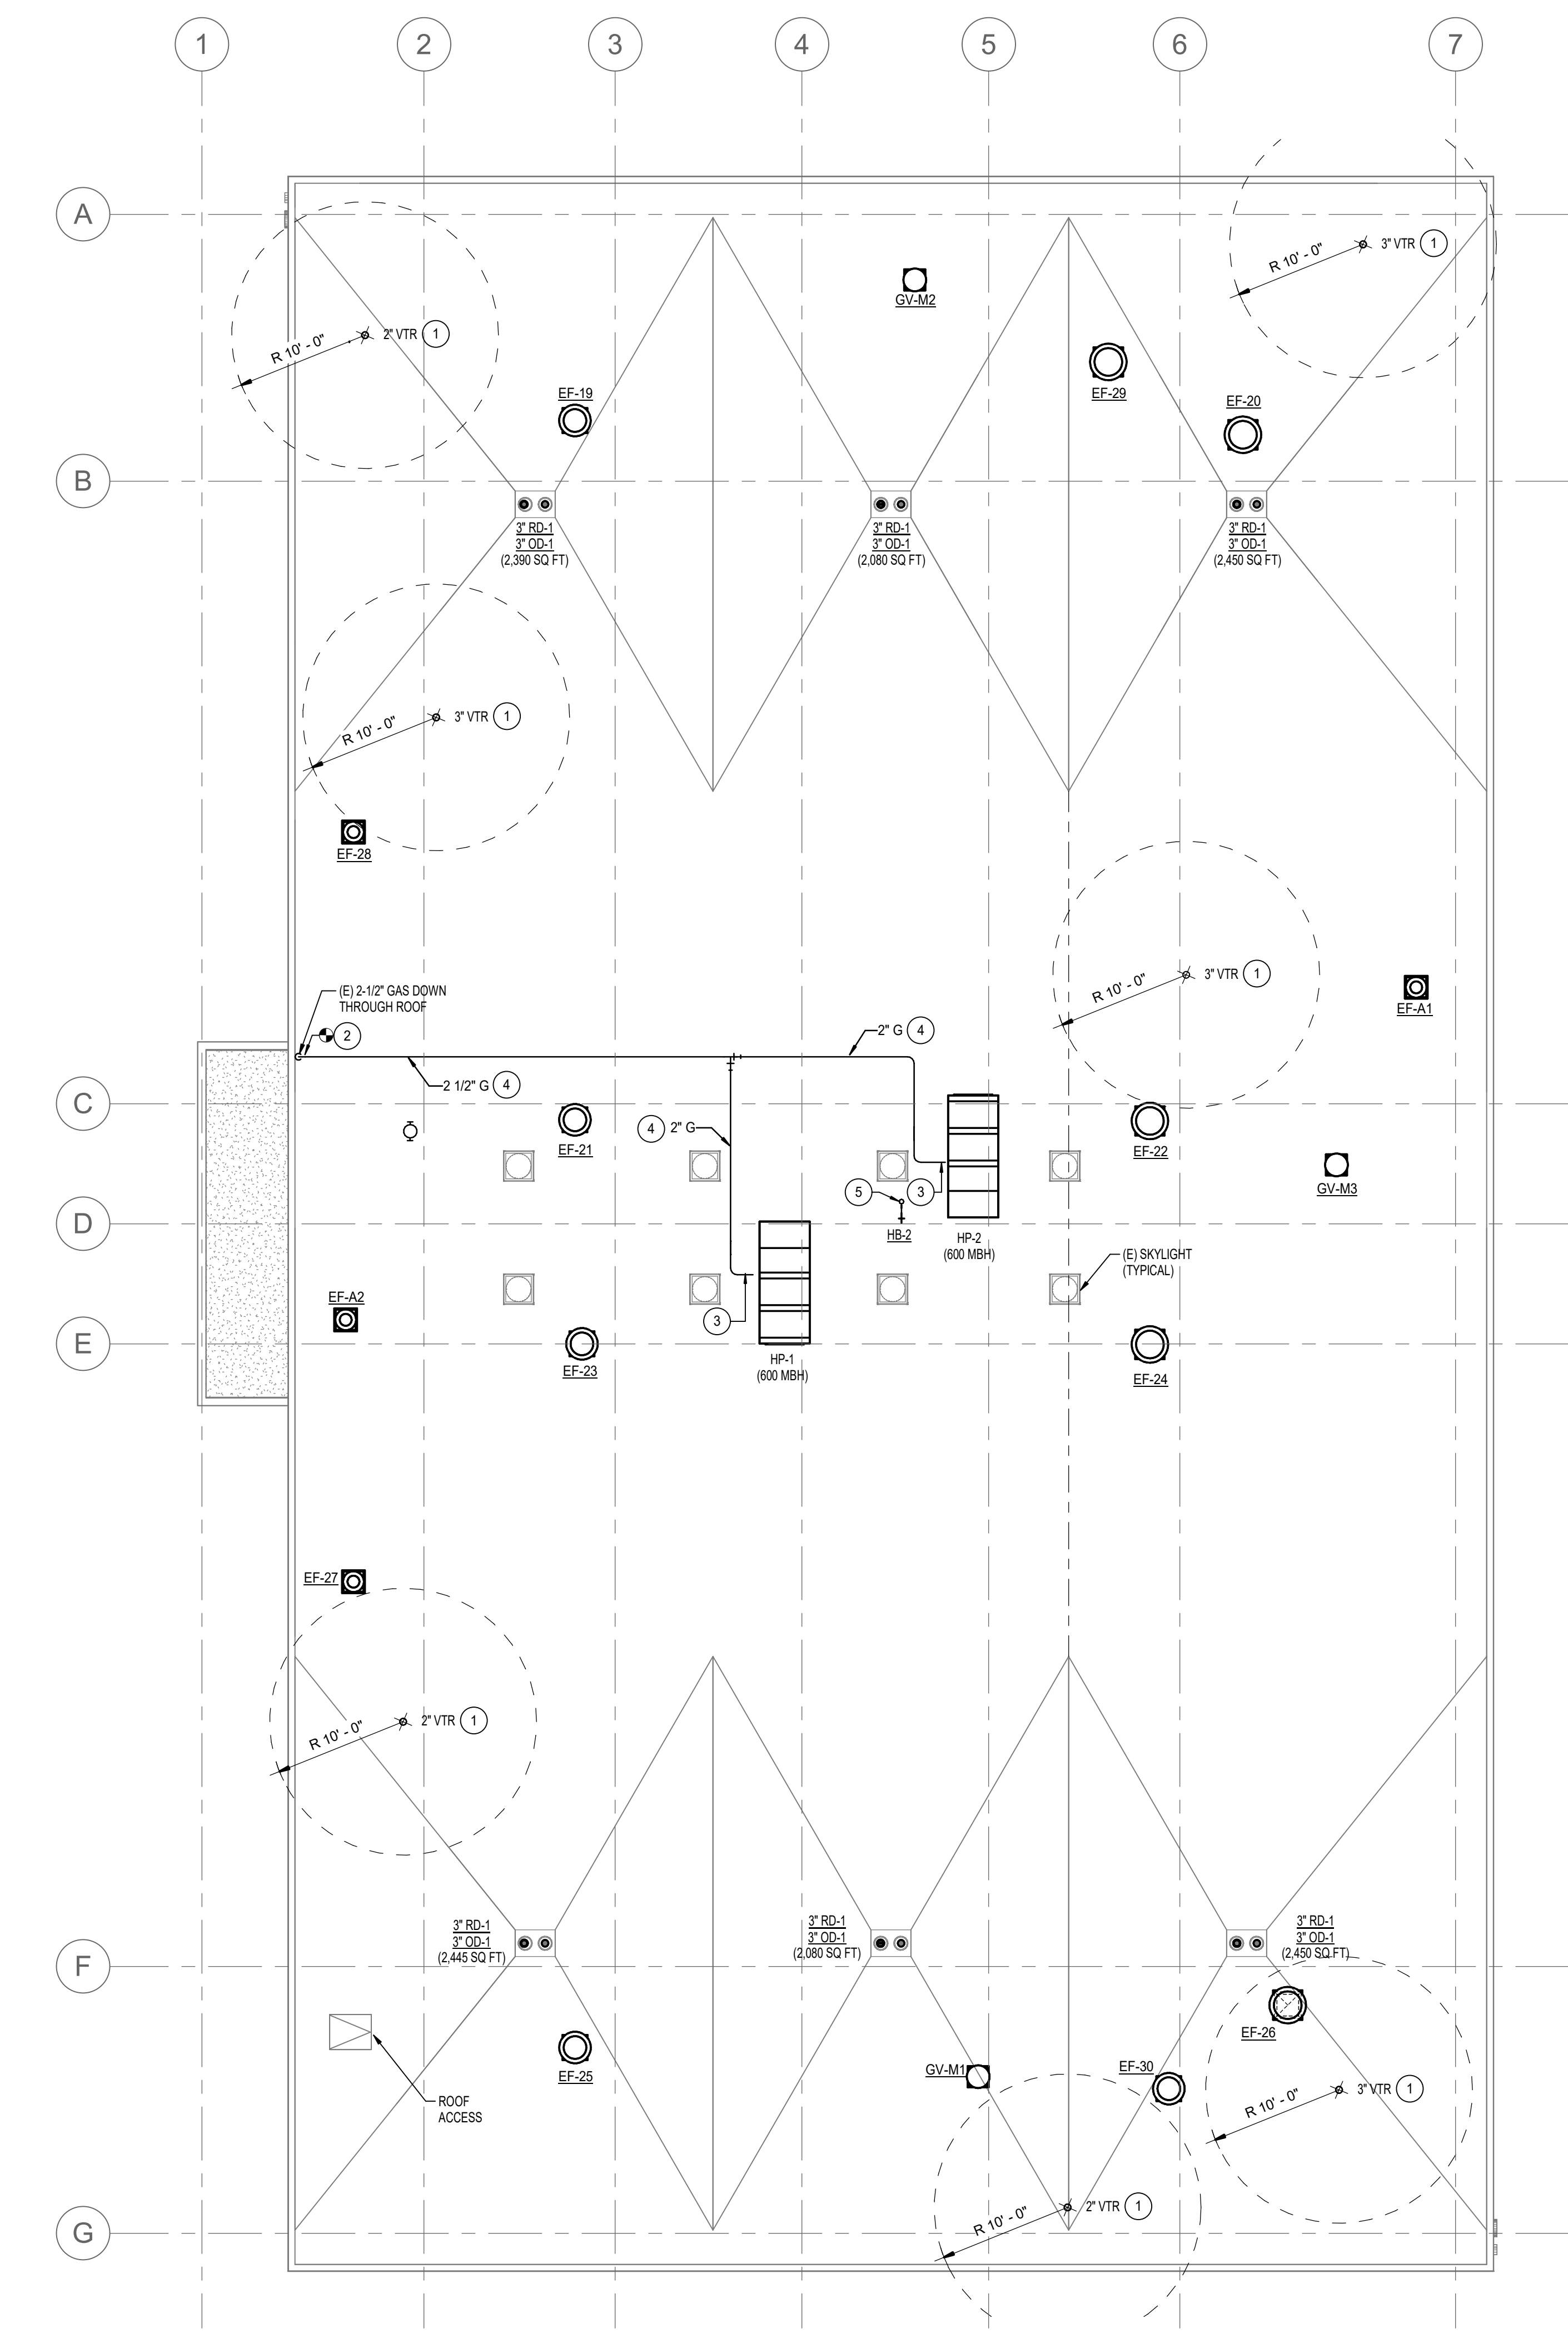 1
2
3
4
5
6
7
A
R 10' - 0"
3" VTR
1
GV-M2
R 10' - 0"
2" VTR
1
EF-19
EF-29
EF-20
B
3" RD-1
3" OD-1
(2,390 SQ FT)
3" RD-1
3" OD-1
(2,080 SQ FT)
3" RD-1
3" OD-1
(2,450 SQ FT)
R 10' - 0"
3" VTR
1
EF-28
R 10' - 0"
3" VTR
1
EF-A1
(E) 2-1/2" GAS DOWN
THROUGH ROOF
2
2" G
4
2 1/2" G
4
C
4
2" G
EF-21
EF-22
GV-M3
5
3
D
HB-2
HP-2
(600 MBH)
(E) SKYLIGHT
(TYPICAL)
EF-A2
3
E
EF-23
HP-1
(600 MBH)
EF-24
EF-27
R 10' - 0"
2" VTR
1
3" RD-1
3" OD-1
(2,445 SQ FT)
3" RD-1
3" OD-1
(2,080 SQ FT)
3" RD-1
3" OD-1
(2,450 SQ FT)
F
EF-26
EF-25
GV-M1
EF-30
R 10' - 0"
3" VTR
1
ROOF
ACCESS
R 10' - 0"
2" VTR
1
G